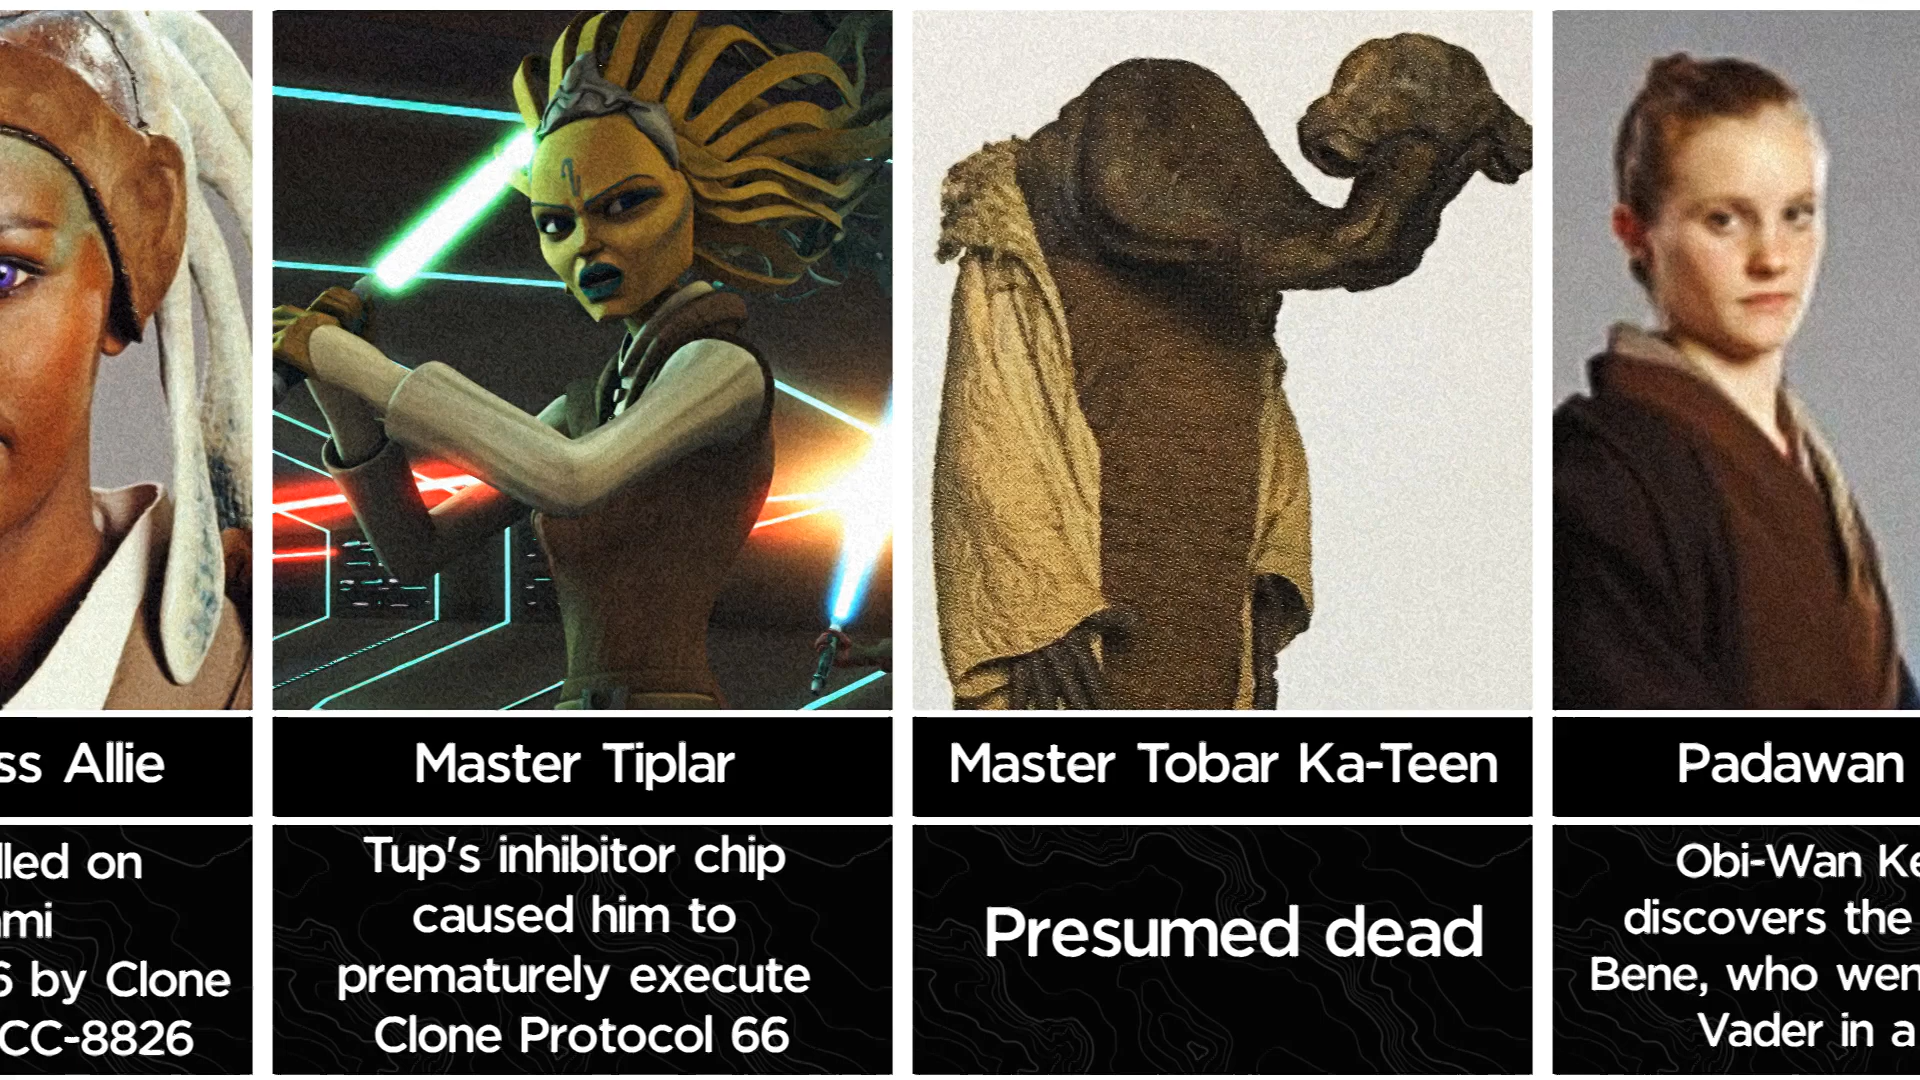 ss Allie
lled on
mi
6 by Clone
CC-8826
Master Tiplar
Tup's inhibitor chip
caused him to
prematurely execute
Clone Protocol 66
Master Tobar Ka-Teen
Presumed dead
Padawan
Obi-Wan Ke
discovers the
Bene, who wen
Vader in a